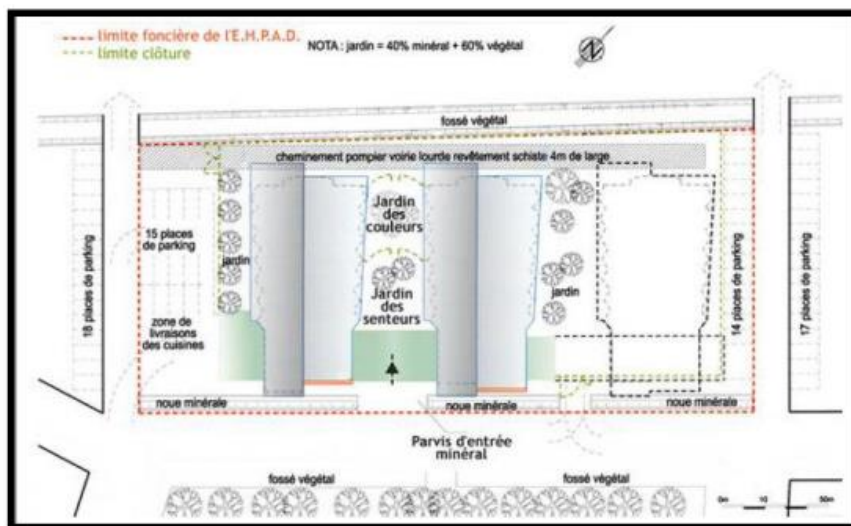 limite foncière de l'E.H.P.A.D.
limite clôture
NOTA : jardin = 40% minéral + 60% végétal
N
fossé végétal
cheminement pompier voirie lourde revêtement schiste 4m de large
Jardin
des
couleurs
15 places
de parking
jardin
18 places de parking
Jardin
des
senteurs
jardin
14 places de parking
17 places de parking
zone de
livraisons
des cuisines
noue minérale
noue minérale
noue minérale
Parvis d'entrée
minéral
fossé végétal
fossé végétal
0m
10
50m